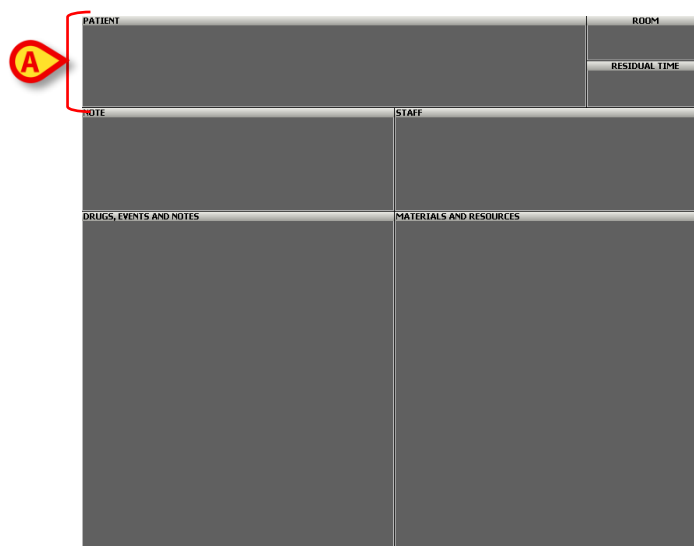 PATIENT
ROOM
A
RESIDUAL TIME
NOTE
STAFF
DRUGS, EVENTS AND NOTES
MATERIALS AND RESOURCES